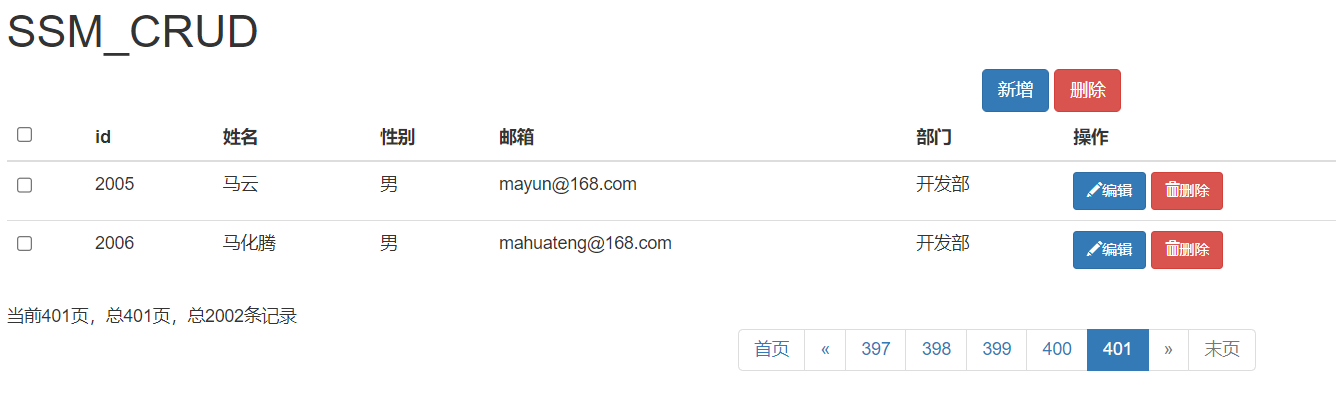 SSM_CRUD
新增 删除
id 姓名 性别 邮箱 部门 操作
2005 马云 男 mayun@168.com 开发部 编辑 删除
2006 马化腾 男 mahuateng@168.com 开发部 编辑 删除
当前401页，总401页，总2002条记录
首页 « 397 398 399 400 401 » 末页